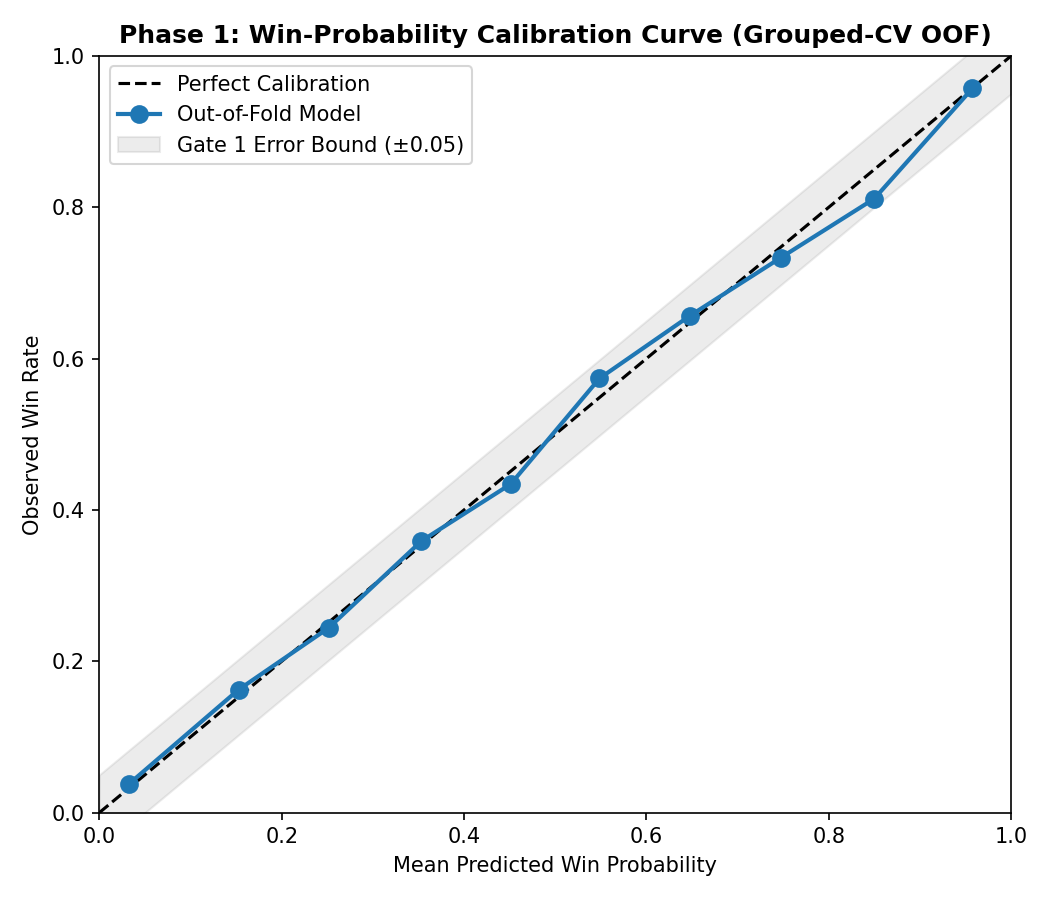 Phase 1: Win-Probability Calibration Curve (Grouped-CV OOF)
Perfect Calibration
Out-of-Fold Model
Gate 1 Error Bound (±0.05)
1.0
0.8
0.6
0.4
0.2
0.0
Observed Win Rate
0.0 0.2 0.4 0.6 0.8 1.0
Mean Predicted Win Probability